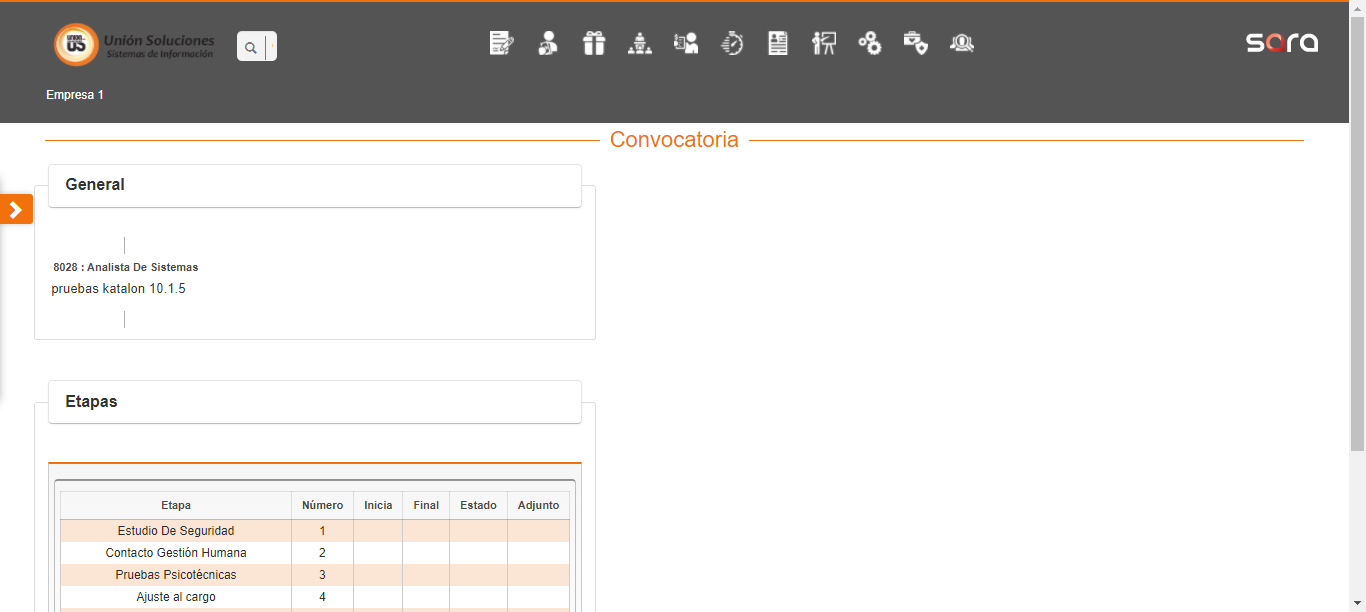 UNION
US
Unión Soluciones
Sistemas de Información
sara
Empresa 1
Convocatoria
General
8028 : Analista De Sistemas
pruebas katalon 10.1.5
Etapas
Etapa Número Inicia Final Estado Adjunto
Estudio De Seguridad 1
Contacto Gestión Humana 2
Pruebas Psicotécnicas 3
Ajuste al cargo 4